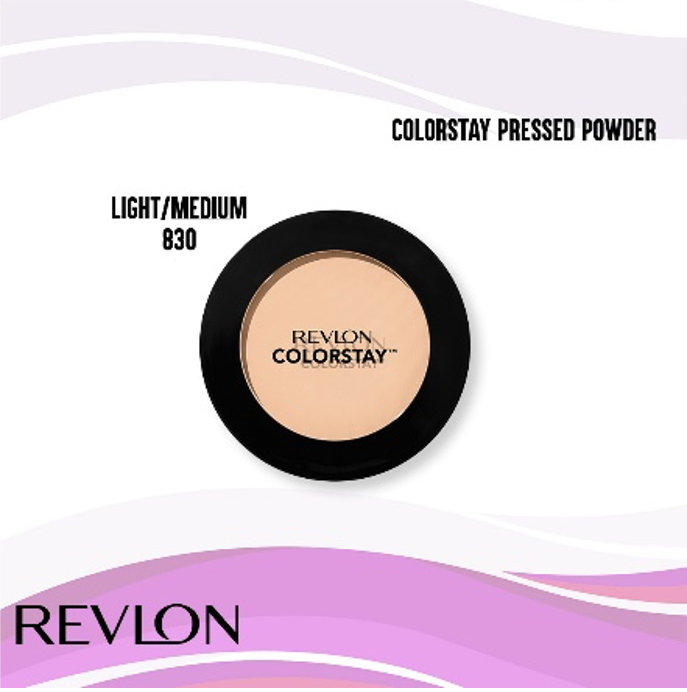 COLORSTAY PRESSED POWDER
LIGHT/MEDIUM
830
REVLON
COLORSTAY™
REVLON